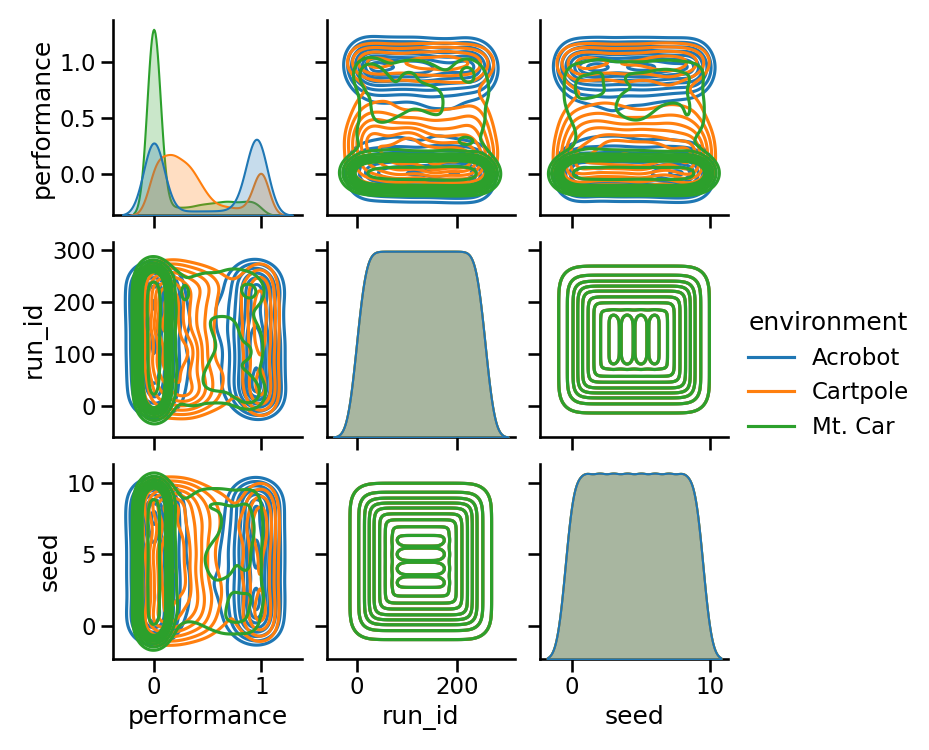 performance
1.0
0.5
0.0
run_id
300
200
100
0
environment
Acrobot
Cartpole
Mt. Car
seed
10
5
0
0 1
0 200
0 10
performance
run_id
seed